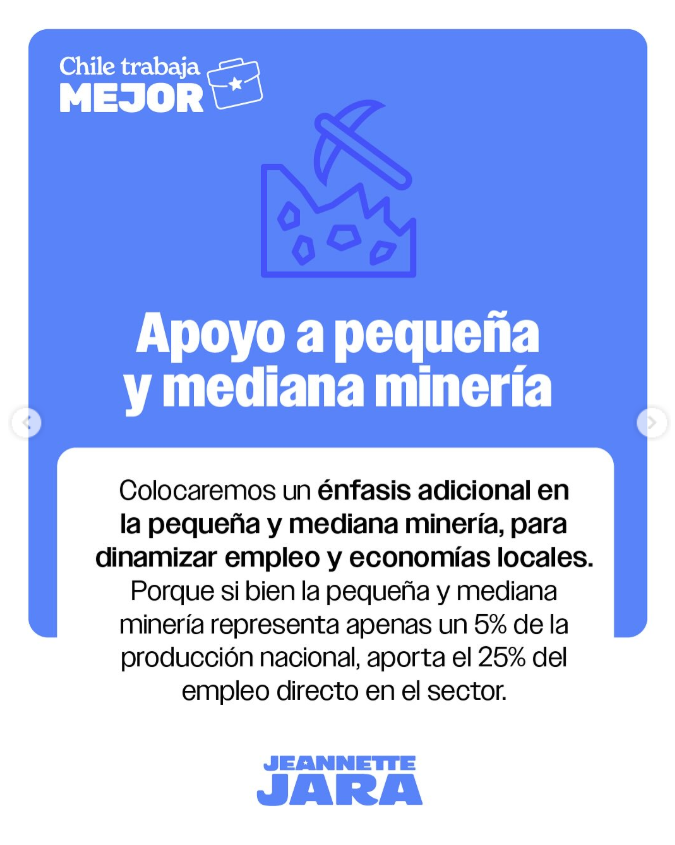 Chile trabaja
MEJOR
Apoyo a pequeña
y mediana minería
Colocaremos un énfasis adicional en
la pequeña y mediana minería, para
dinamizar empleo y economías locales.
Porque si bien la pequeña y mediana
minería representa apenas un 5% de la
producción nacional, aporta el 25% del
empleo directo en el sector.
JEANNETTE
JARA